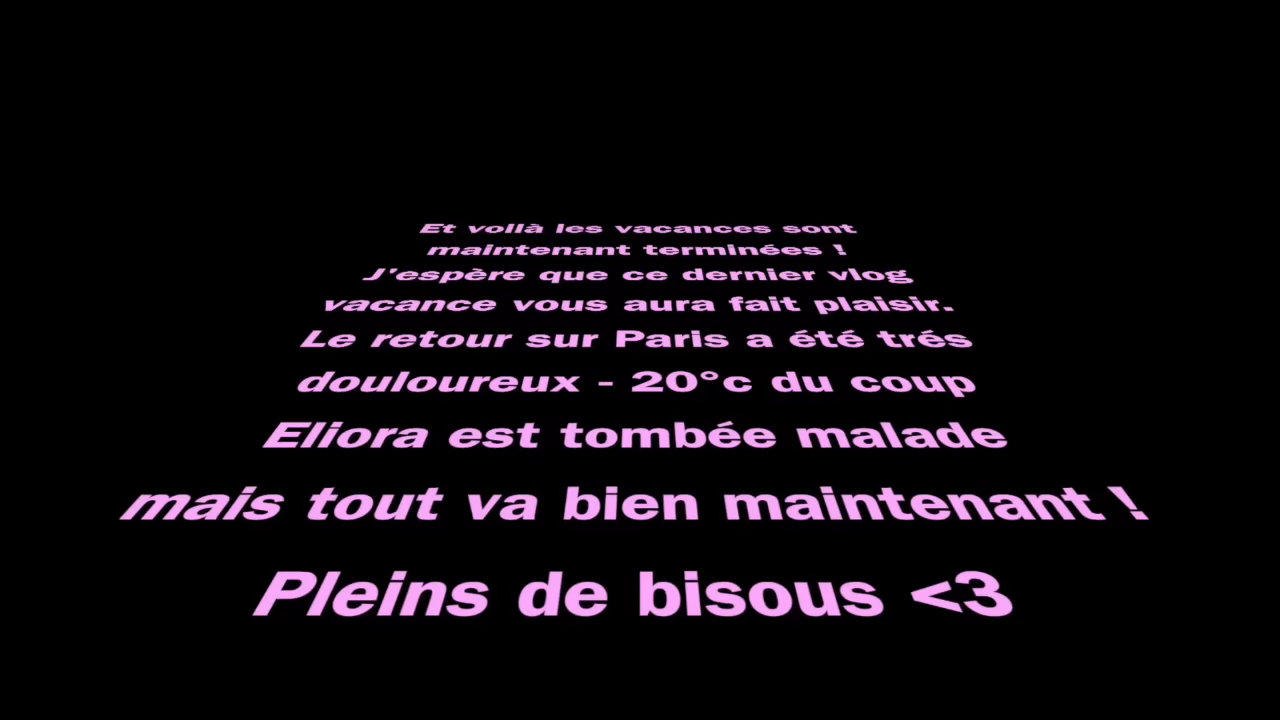 Et voilà les vacances sont
maintenant terminées !
J'espère que ce dernier vlog
vacance vous aura fait plaisir.
Le retour sur Paris a été trés
douloureux - 20°c du coup
Eliora est tombée malade
mais tout va bien maintenant !
Pleins de bisous <3